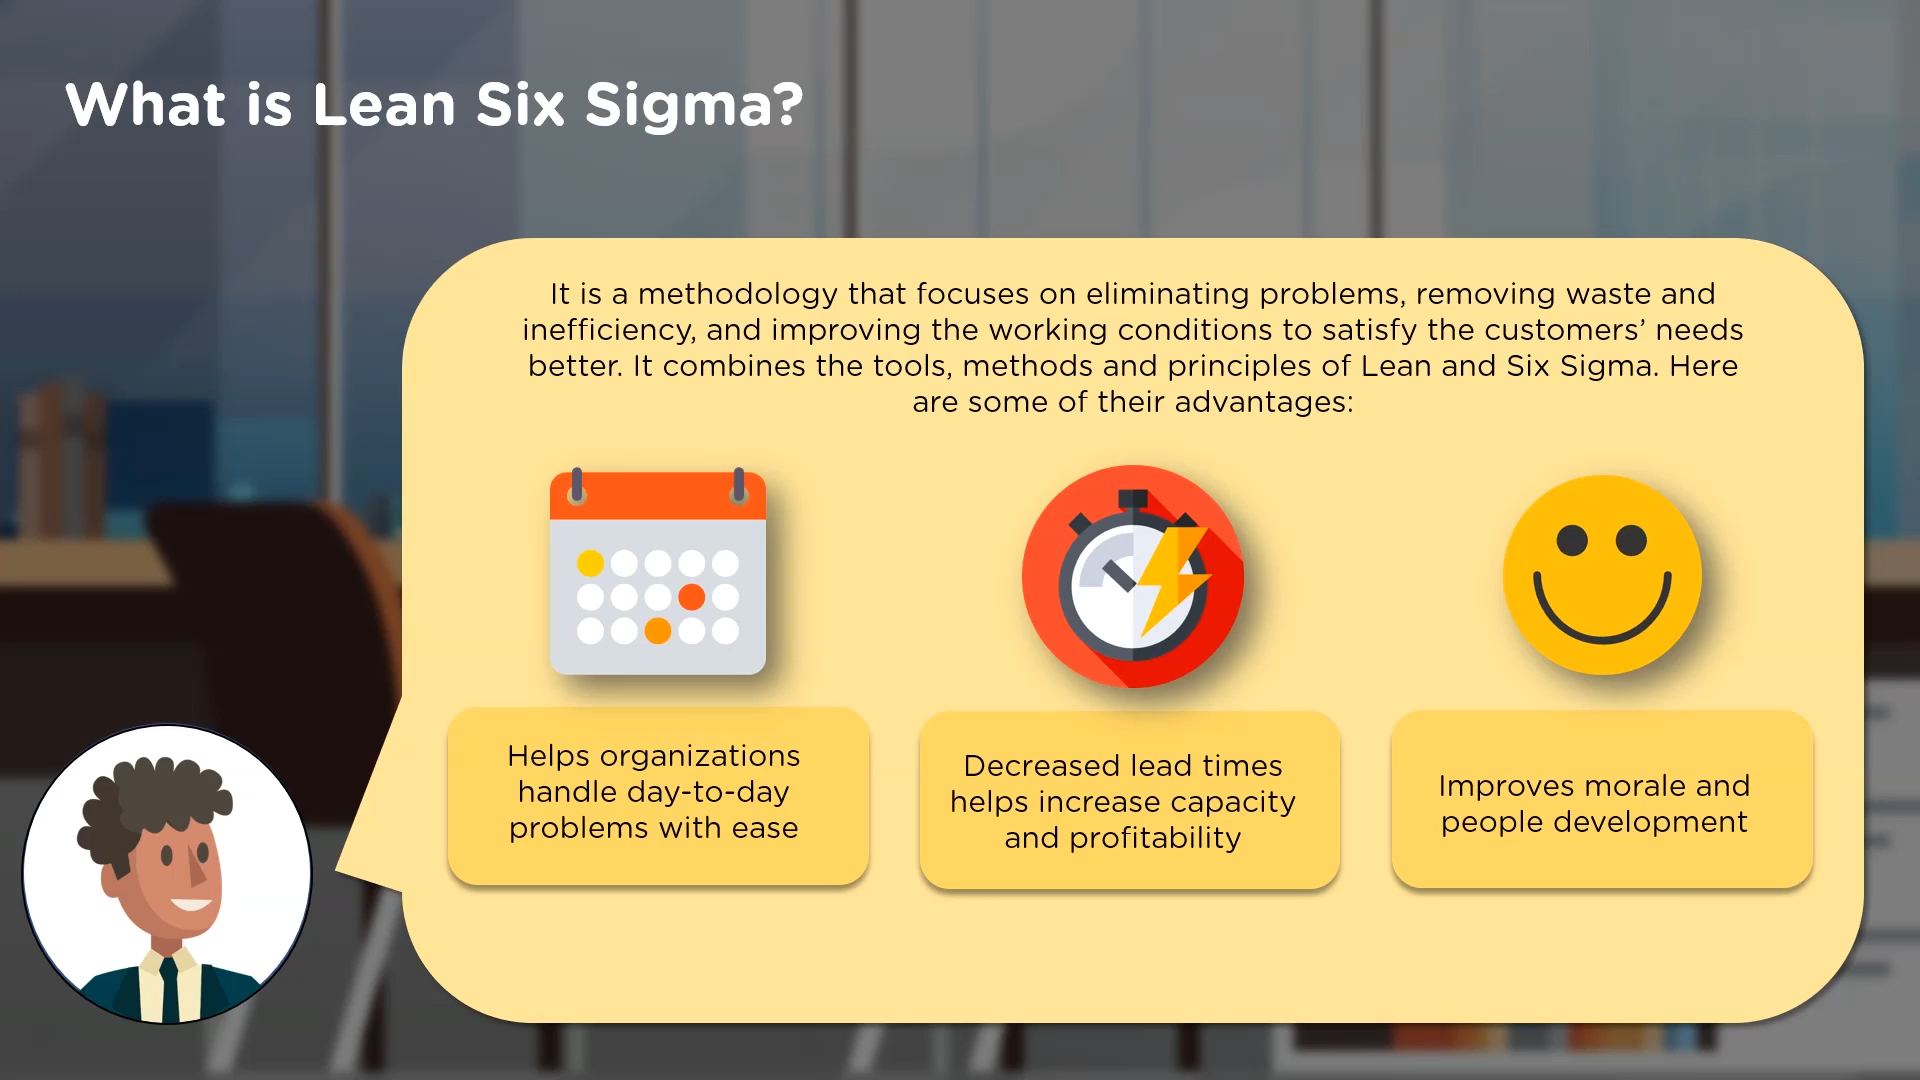 What is Lean Six Sigma?
It is a methodology that focuses on eliminating problems, removing waste and
inefficiency, and improving the working conditions to satisfy the customers’ needs
better. It combines the tools, methods and principles of Lean and Six Sigma. Here
are some of their advantages:
Helps organizations
handle day-to-day
problems with ease
Decreased lead times
helps increase capacity
and profitability
Improves morale and
people development